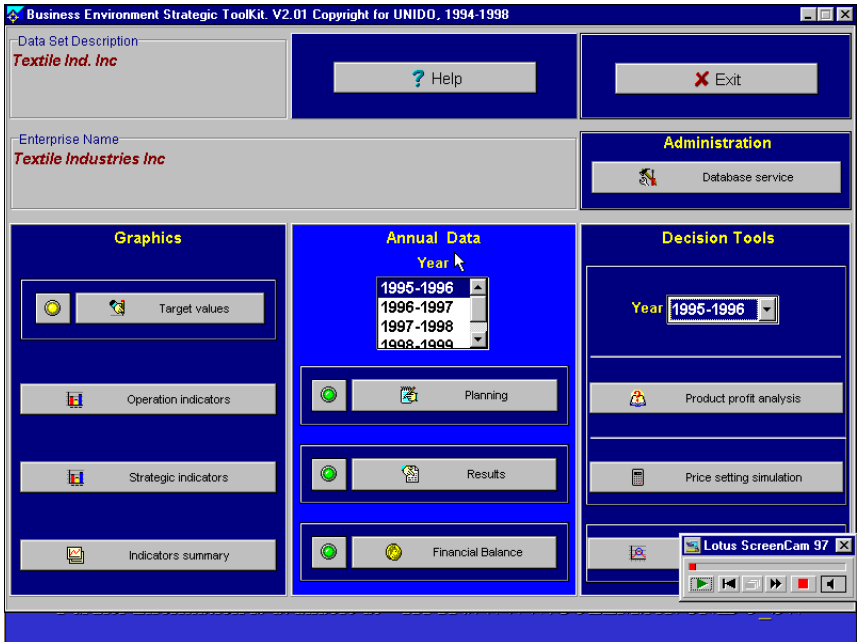 Business Environment Strategic ToolKit. V2.01 Copyright for UNIDO, 1994-1998
Data Set Description
Textile Ind. Inc
? Help
Exit
Enterprise Name
Textile Industries Inc
Administration
Database service
Graphics
Target values
Operation indicators
Strategic indicators
Indicators summary
Annual Data
Year
1995-1996
1996-1997
1997-1998
1998-1999
Planning
Results
Financial Balance
Decision Tools
Year 1995-1996
Product profit analysis
Price setting simulation
Lotus ScreenCam 97